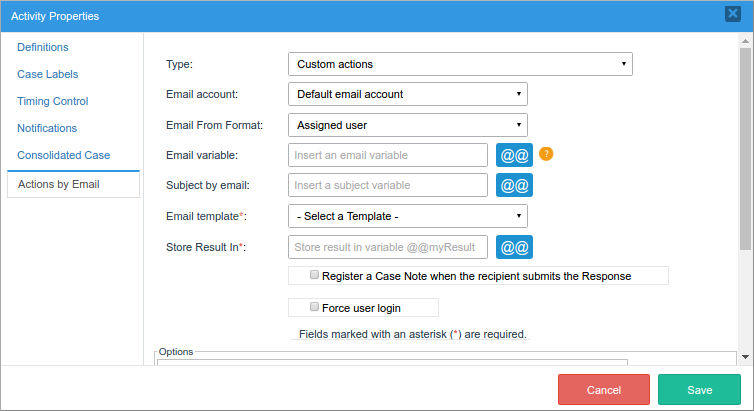 Activity Properties
Definitions
Case Labels
Timing Control
Notifications
Consolidated Case
Actions by Email
Type: Custom actions
Email account: Default email account
Email From Format: Assigned user
Email variable: Insert an email variable @@ ?
Subject by email: Insert a subject variable @@
Email template*: - Select a Template -
Store Result In*: Store result in variable @@myResult @@
Register a Case Note when the recipient submits the Response
Force user login
Fields marked with an asterisk (*) are required.
Options
Cancel Save